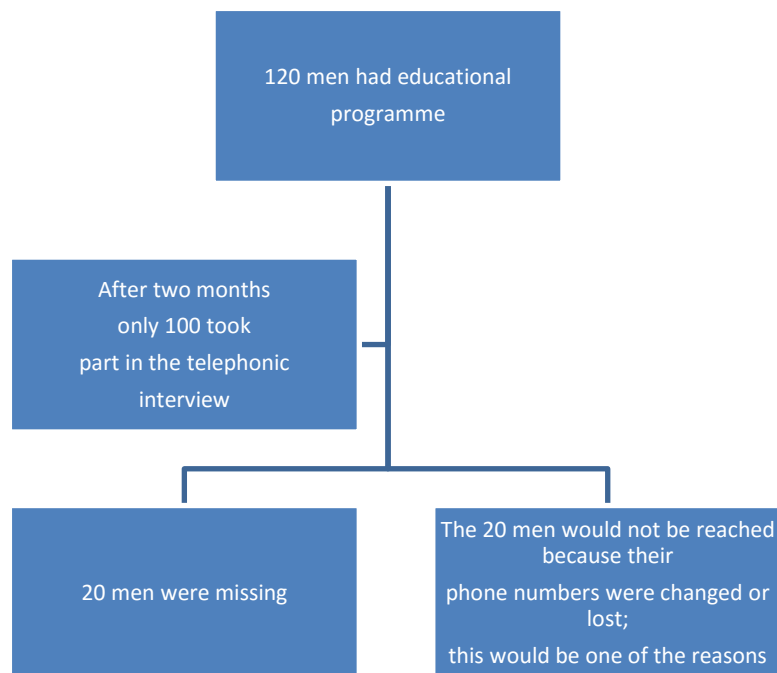 120 men had educational
programme
After two months
only 100 took
part in the telephonic
interview
20 men were missing
The 20 men would not be reached
because their
phone numbers were changed or
lost;
this would be one of the reasons